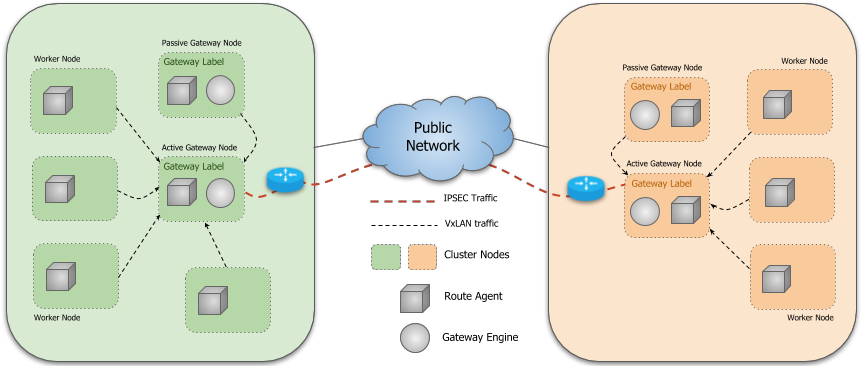 Passive Gateway Node
Worker Node
Gateway Label
Active Gateway Node
Gateway Label
Worker Node
Public
Network
IPSEC Traffic
VxLAN traffic
Cluster Nodes
Route Agent
Gateway Engine
Worker Node
Passive Gateway Node
Gateway Label
Active Gateway Node
Gateway Label
Worker Node